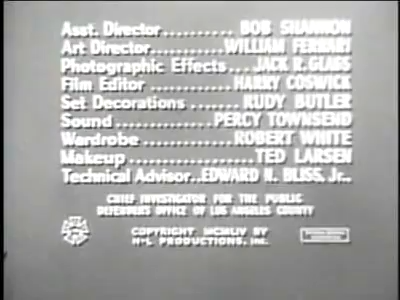 Asst. Director.......... BOB SHANNON
Art Director..........WILLIAM FERRARI
Photographic Effects....JACK R. GLASS
Film Editor ...........HARRY COSWICK
Set Decorations ....... RUDY BUTLER
Sound................PERCY TOWNSEND
Wardrobe.............ROBERT WHITE
Makeup.................TED LARSEN
Technical Advisor..EDWARD N. BLISS, Jr..
CHIEF INVESTIGATOR FOR THE PUBLIC
DEFENDER'S OFFICE OF LOS ANGELES COUNTY
COPYRIGHT MCMLIV BY
H-L PRODUCTIONS, INC.